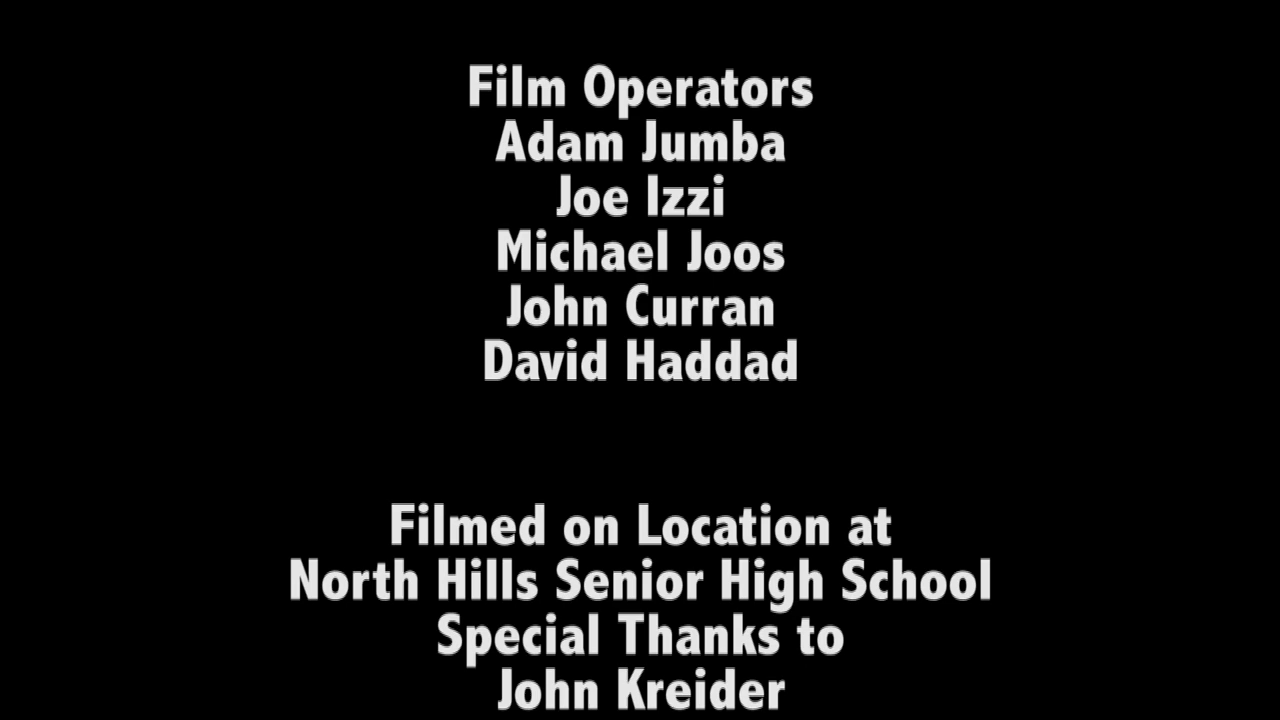 Film Operators
Adam Jumba
Joe Izzi
Michael Joos
John Curran
David Haddad
Filmed on Location at
North Hills Senior High School
Special Thanks to
John Kreider